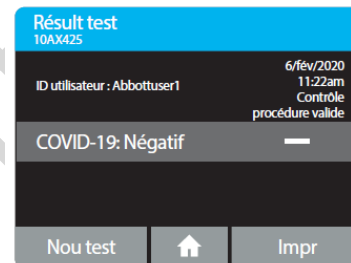 Résult test
10AX425
6/fév/2020
ID utilisateur : Abbottuser1
11:22am
Contrôle
procédure valide
COVID-19: Négatif
Nou test
Impr